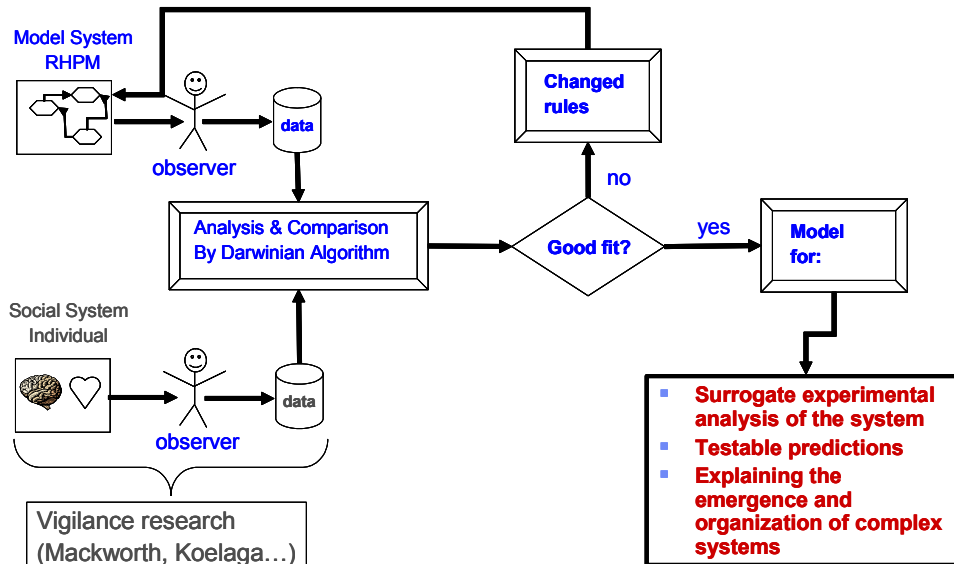 Model System
RHPM
observer
data
Changed
rules
no
Analysis & Comparison
By Darwinian Algorithm
Good fit?
yes
Model
for:
Social System
Individual
observer
data
Vigilance research
(Mackworth, Koelaga…)
▪ Surrogate experimental
analysis of the system
▪ Testable predictions
▪ Explaining the
emergence and
organization of complex
systems